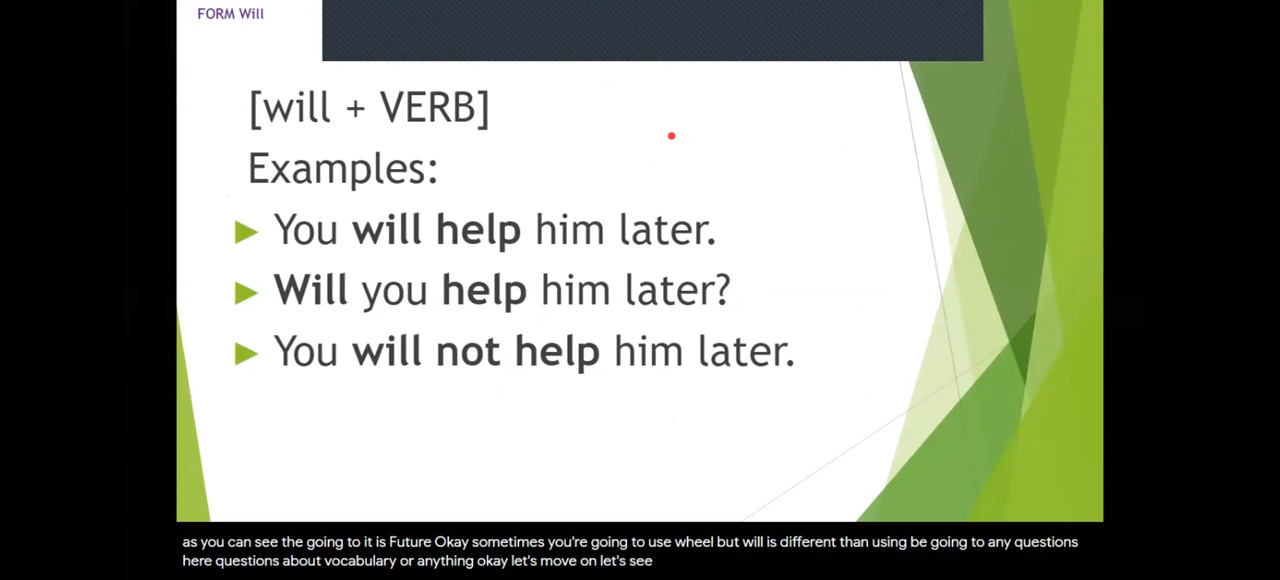 FORM Will
[will + VERB]
Examples:
You will help him later.
Will you help him later?
You will not help him later.
as you can see the going to it is Future Okay sometimes you're going to use wheel but will is different than using be going to any questions
here questions about vocabulary or anything okay let's move on let's see